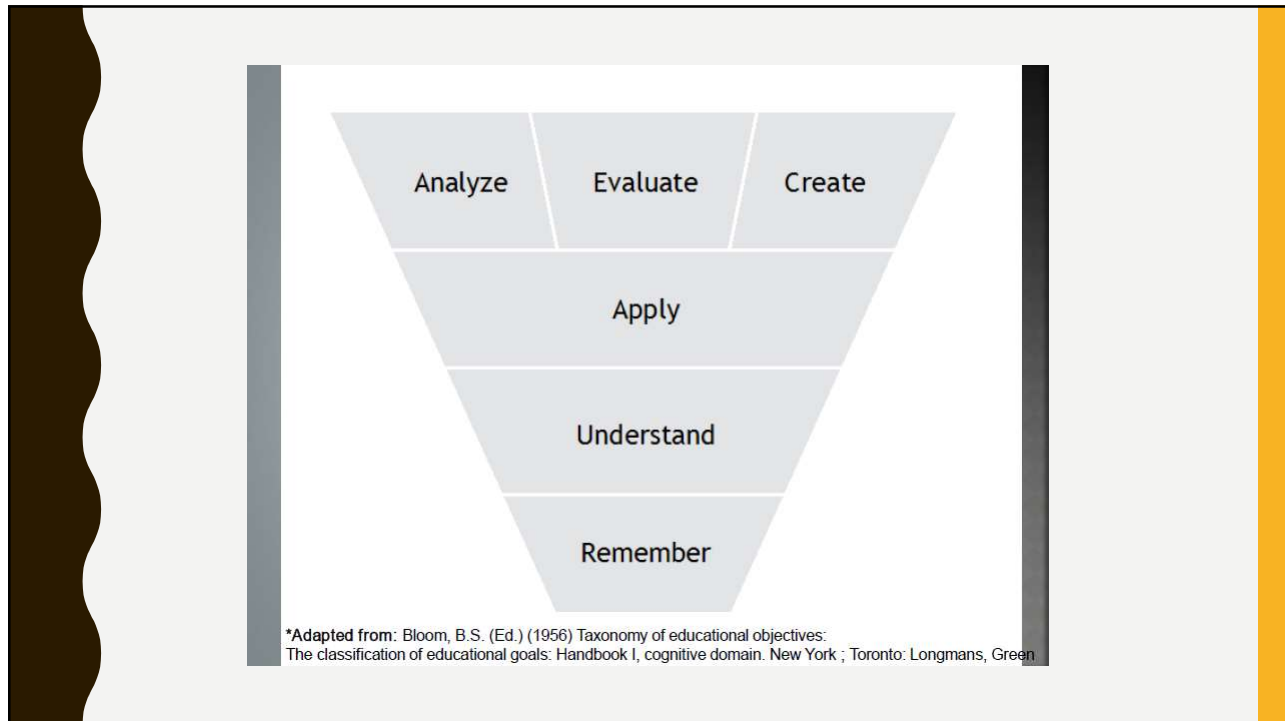 Analyze Evaluate Create
Apply
Understand
Remember
*Adapted from: Bloom, B.S. (Ed.) (1956) Taxonomy of educational objectives:
The classification of educational goals: Handbook I, cognitive domain. New York ; Toronto: Longmans, Green